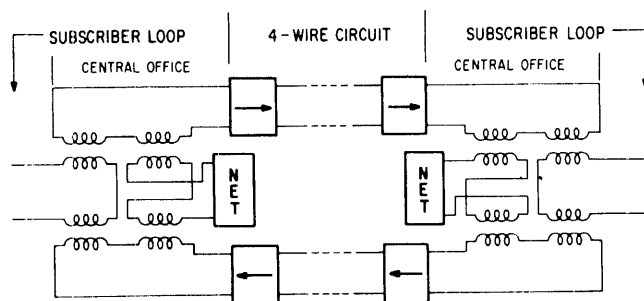 SUBSCRIBER LOOP
4-WIRE CIRCUIT
SUBSCRIBER LOOP
CENTRAL OFFICE
CENTRAL OFFICE
NET
NET